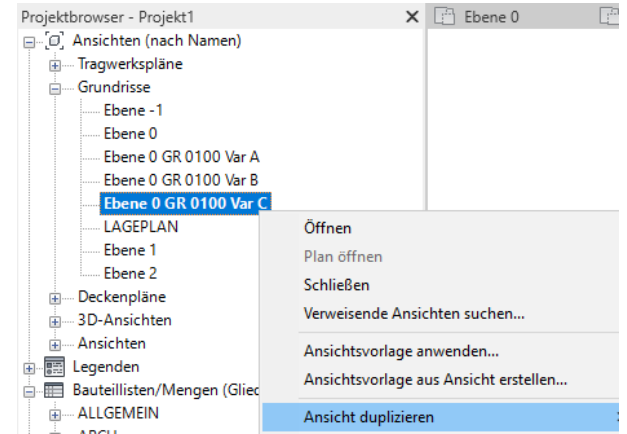 Projektbrowser - Projekt1
Ebene 0
Ansichten (nach Namen)
Tragwerkspläne
Grundrisse
Ebene -1
Ebene 0
Ebene 0 GR 0100 Var A
Ebene 0 GR 0100 Var B
Ebene 0 GR 0100 Var C
LAGEPLAN
Ebene 1
Ebene 2
Deckenpläne
3D-Ansichten
Ansichten
Legenden
Bauteillisten/Mengen (Glied
ALLGEMEIN
Öffnen
Plan öffnen
Schließen
Verweisende Ansichten suchen...
Ansichtsvorlage anwenden...
Ansichtsvorlage aus Ansicht erstellen...
Ansicht duplizieren